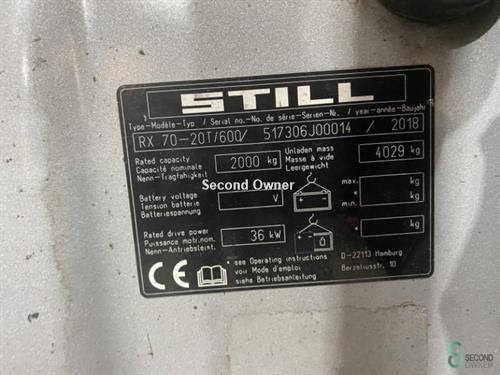 STILL
Type-Modèle-Typ / Serial no.-No de série-Serien-Nr. / year-année-Baujahr
RX 70-20T/600/ 517306J00014 / 2018
Rated capacity
Capacité nominale
Nenn-Tragfähigkeit
2000 kg
Unladen mass
Masse à vide
Leergewicht
4029 kg
Second Owner
Battery voltage
Tension batterie
Batteriespannung
V
max.
*
min.
kg
kg
Rated drive power
Puissance motr.nom.
Nenn-Antriebsleist.
36 kW
*
kg
CE
* see Operating instructions
voir Mode d'emploi
siehe Betriebsanleitung
D-22113 Hamburg
Berzeliusstr. 10
SECOND
OWNER